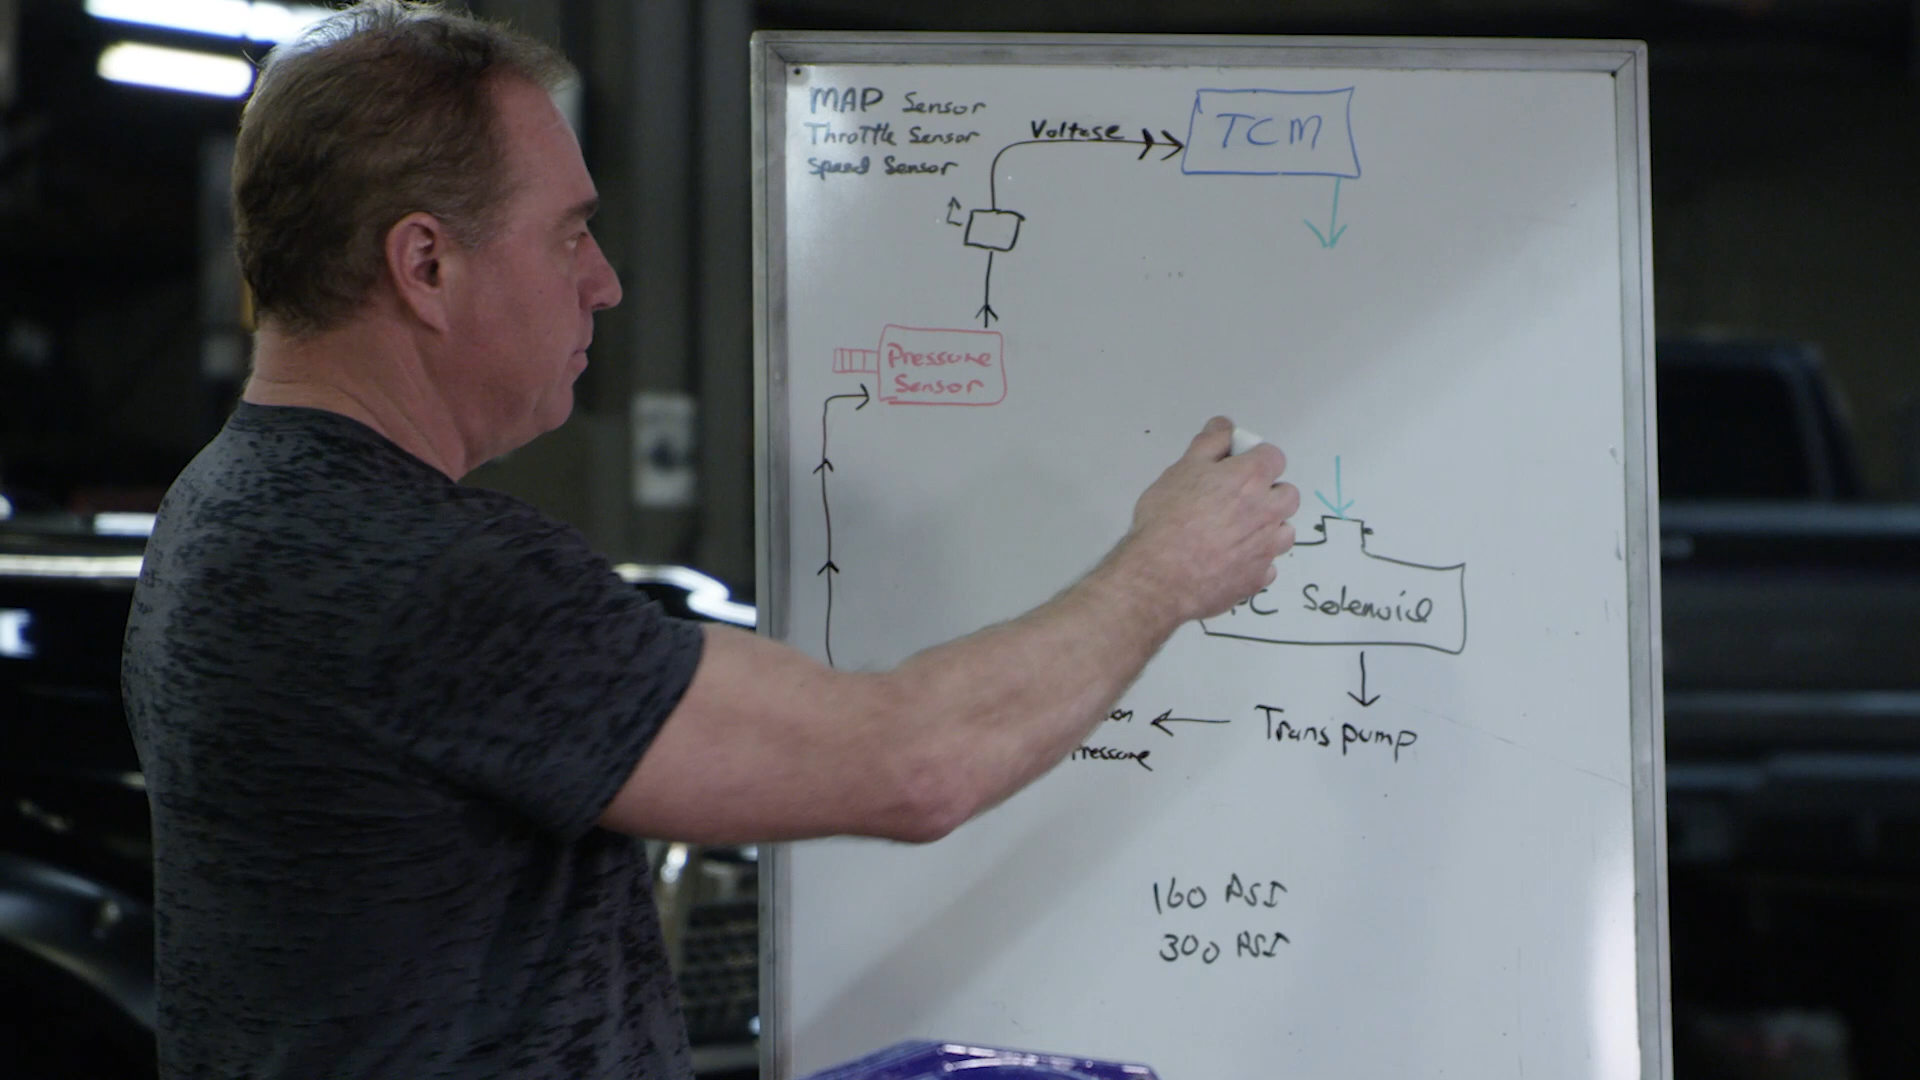 MAP Sensor
Throttle Sensor
Speed Sensor
Voltage
TCM
Pressure
Sensor
Solenoid
Trans pump
160 PSI
300 PSI